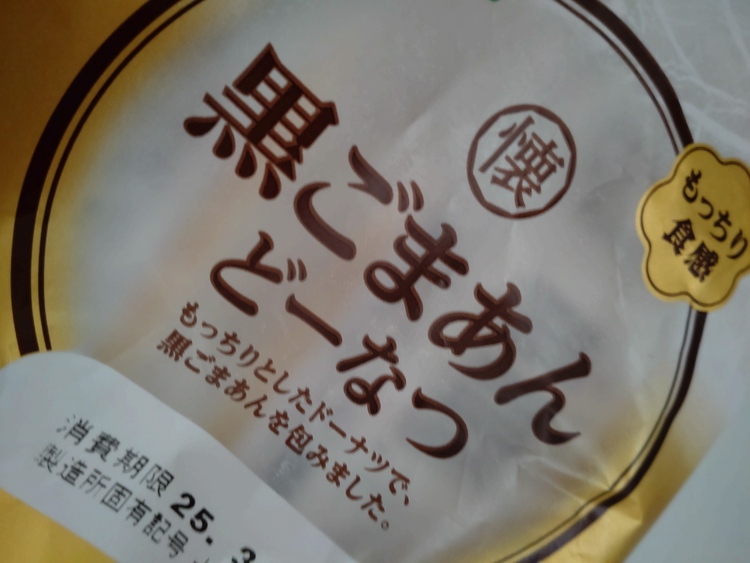 懐
黒ごまあん
どーなつ
もっちりとしたドーナツで、
黒ごまあんを包みました。
もっちり
食感
消費期限 25. 3
製造所固有記号